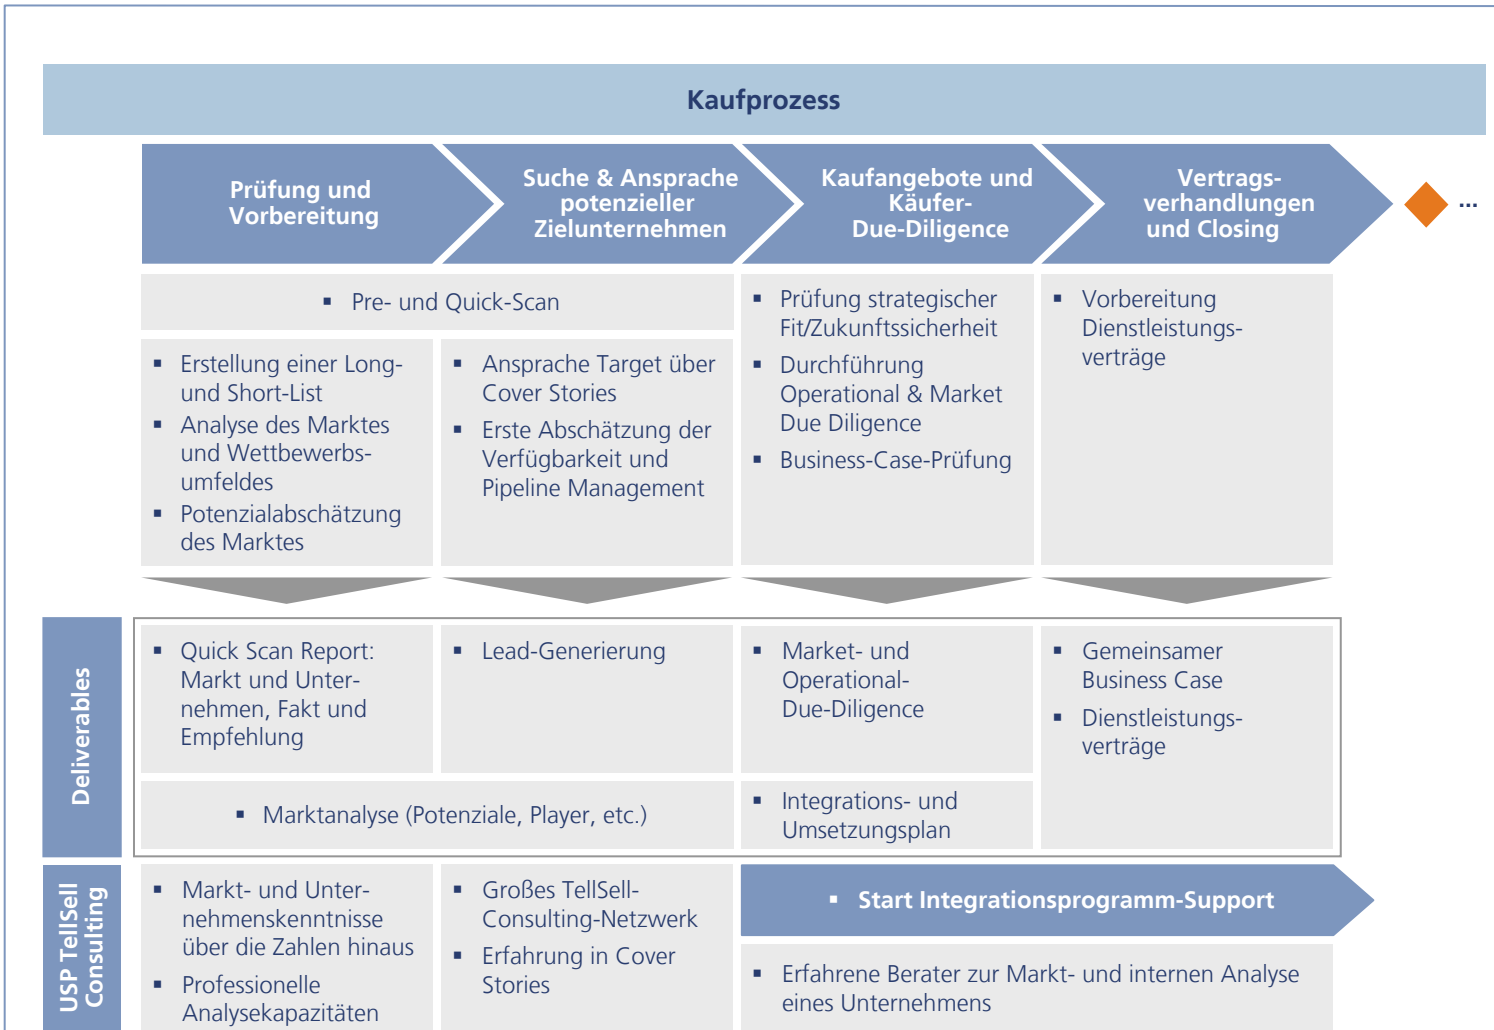 Kaufprozess
Prüfung und
Vorbereitung
Suche & Ansprache
potenzieller
Zielunternehmen
Kaufangebote und
Käufer-
Due-Diligence
Vertrags-
verhandlungen
und Closing
...
▪ Pre- und Quick-Scan
▪ Erstellung einer Long-
und Short-List
▪ Analyse des Marktes
und Wettbewerbs-
umfeldes
▪ Potenzialabschätzung
des Marktes
▪ Ansprache Target über
Cover Stories
▪ Erste Abschätzung der
Verfügbarkeit und
Pipeline Management
▪ Prüfung strategischer
Fit/Zukunftssicherheit
▪ Durchführung
Operational & Market
Due Diligence
▪ Business-Case-Prüfung
▪ Vorbereitung
Dienstleistungs-
verträge
Deliverables
▪ Quick Scan Report:
Markt und Unter-
nehmen, Fakt und
Empfehlung
▪ Lead-Generierung
▪ Marktanalyse (Potenziale, Player, etc.)
▪ Market- und
Operational-
Due-Diligence
▪ Integrations- und
Umsetzungsplan
▪ Gemeinsamer
Business Case
▪ Dienstleistungs-
verträge
USP TellSell
Consulting
▪ Markt- und Unter-
nehmenskenntnisse
über die Zahlen hinaus
▪ Professionelle
Analysekapazitäten
▪ Großes TellSell-
Consulting-Netzwerk
▪ Erfahrung in Cover
Stories
▪ Start Integrationsprogramm-Support
▪ Erfahrene Berater zur Markt- und internen Analyse
eines Unternehmens